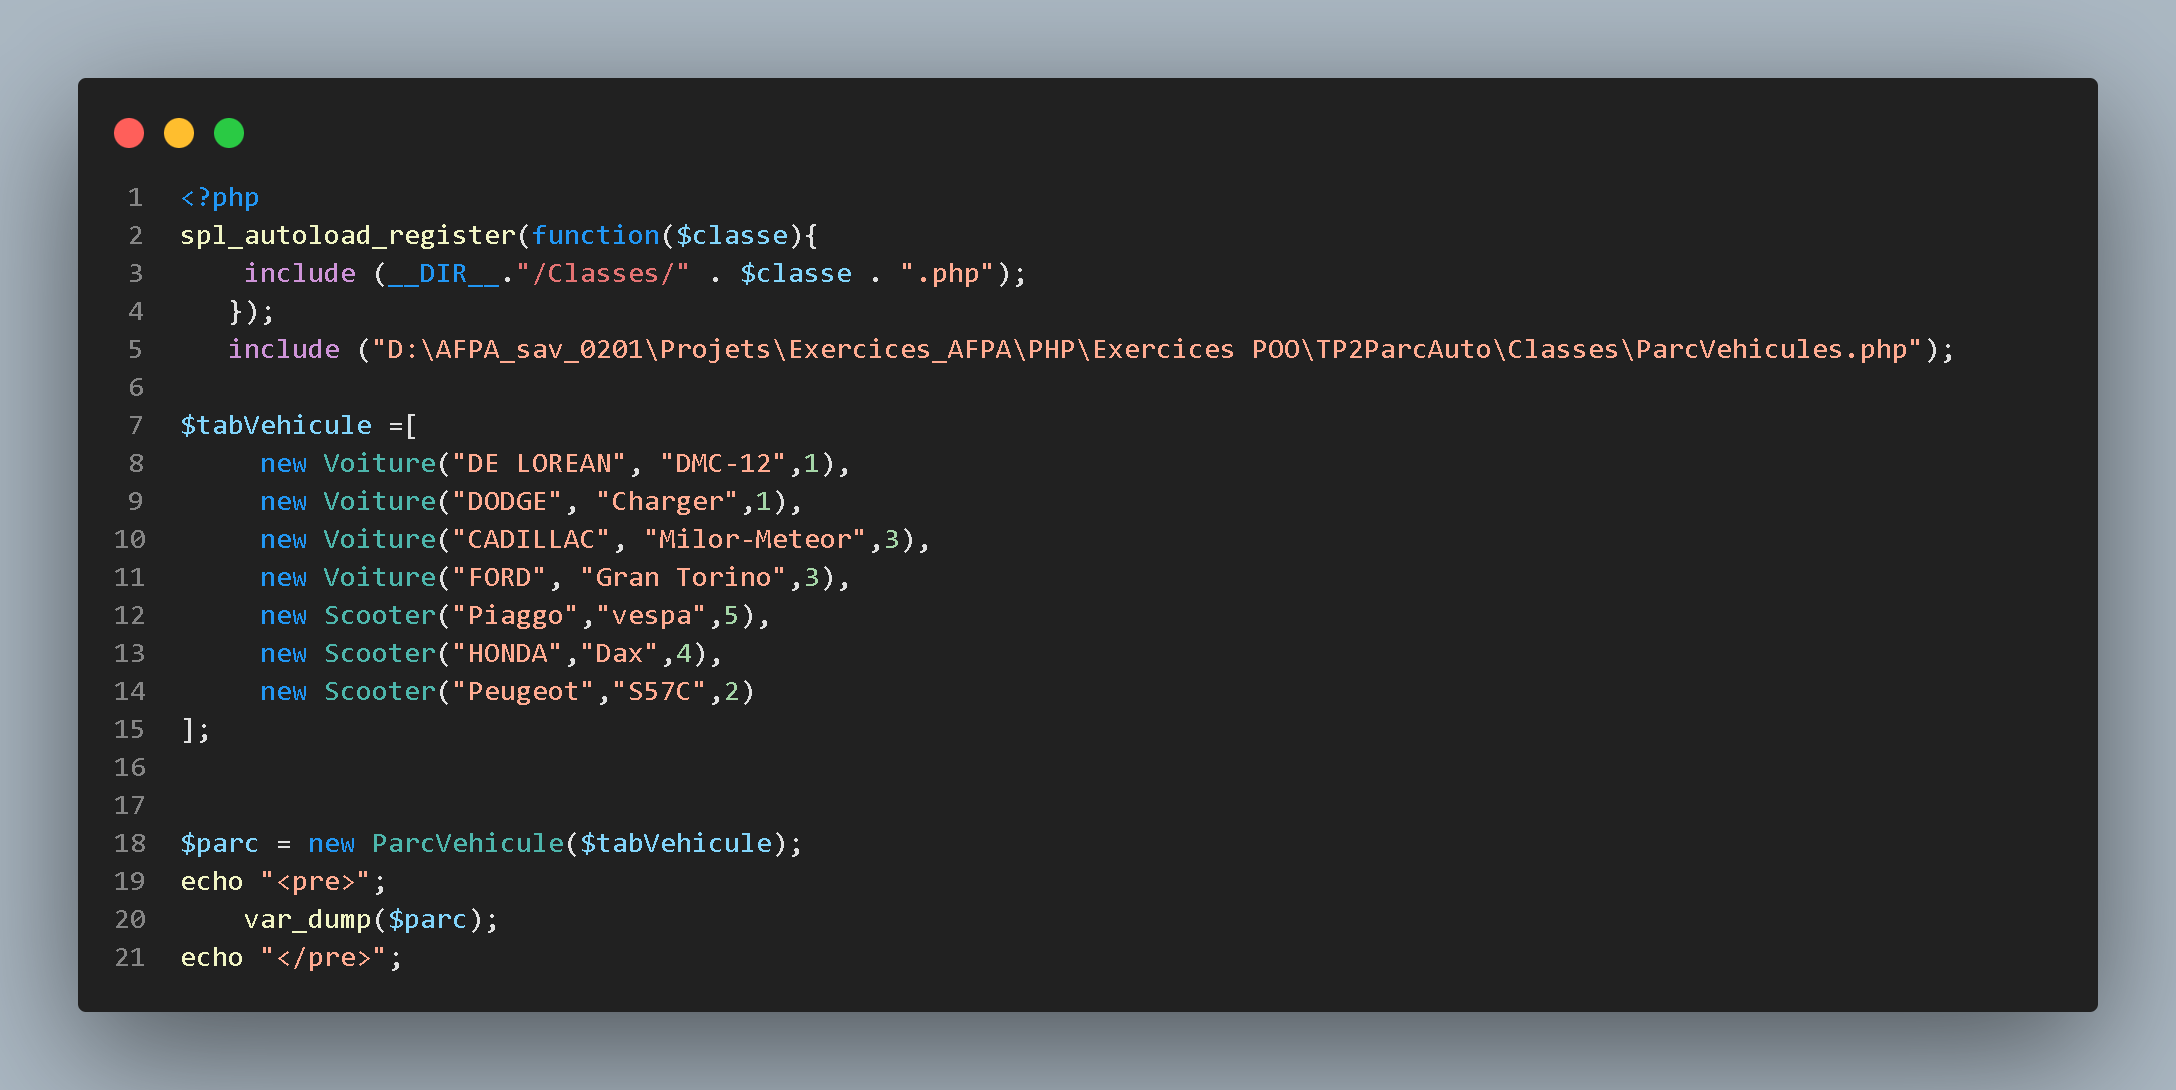 1 <?php
2 spl_autoload_register(function($classe){
3     include (__DIR__."/Classes/" . $classe . ".php");
4    });
5    include ("D:\AFPA_sav_0201\Projets\Exercices_AFPA\PHP\Exercices POO\TP2ParcAuto\Classes\ParcVehicules.php");
6
7 $tabVehicule =[
8      new Voiture("DE LOREAN", "DMC-12",1),
9      new Voiture("DODGE", "Charger",1),
10      new Voiture("CADILLAC", "Milor-Meteor",3),
11      new Voiture("FORD", "Gran Torino",3),
12      new Scooter("Piaggo","vespa",5),
13      new Scooter("HONDA","Dax",4),
14      new Scooter("Peugeot","S57C",2)
15 ];
16
17
18 $parc = new ParcVehicule($tabVehicule);
19 echo "<pre>";
20     var_dump($parc);
21 echo "</pre>";